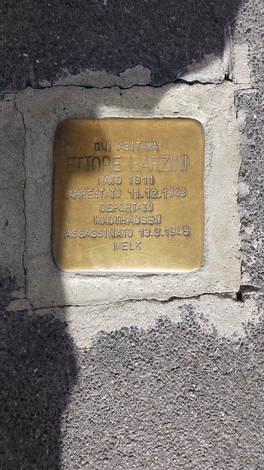 QUI ABITAVA
ETTORE BARZINI
NATO 1911
ARRESTATO 11.12.1943
DEPORTATO
MAUTHAUSEN
ASSASSINATO 13.3.1945
MELK